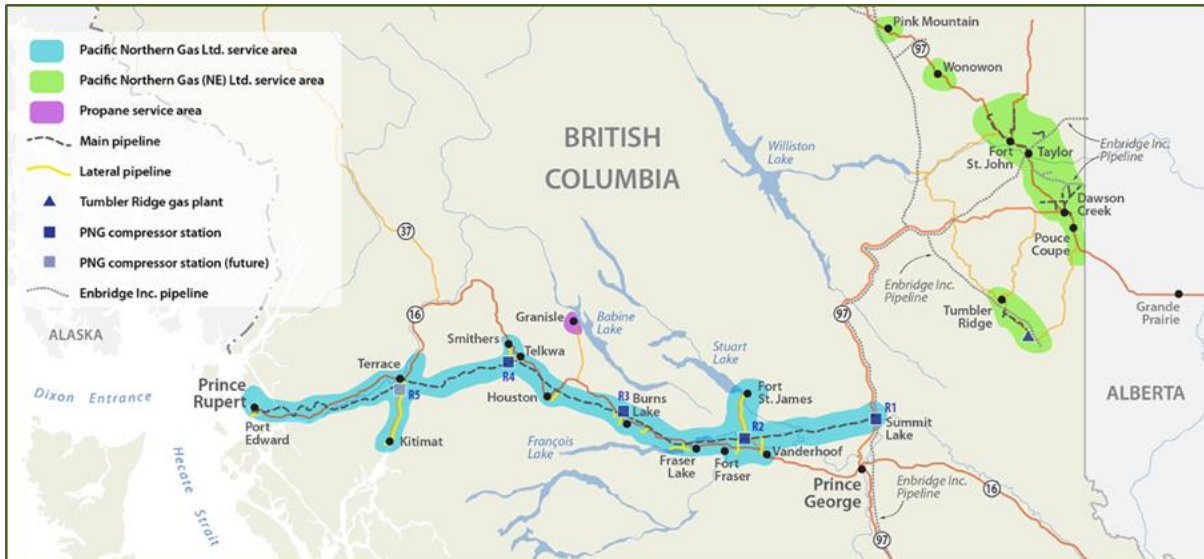 Pacific Northern Gas Ltd. service area
Pacific Northern Gas (NE) Ltd. service area
Propane service area
Main pipeline
Lateral pipeline
Tumbler Ridge gas plant
PNG compressor station
PNG compressor station (future)
Enbridge Inc. pipeline
BRITISH
COLUMBIA
Pink Mountain
97
Wonowon
Williston
Lake
Fort
St. John
Taylor
Enbridge Inc.
Pipeline
Enbridge Inc.
Pipeline
Dawson
Creek
Pouce
Coupe
Enbridge Inc.
Pipeline
Tumbler
Ridge
Grande
Prairie
ALBERTA
ALASKA
37
16
97
Granisle
Babine
Lake
Smithers
Telkwa
R4
Stuart
Lake
Terrace
R5
Prince
Rupert
Port
Edward
Kitimat
Dixon Entrance
Hecate Strait
Houston
R3
Burns
Lake
Fort
St. James
R2
R1
Summit
Lake
François
Lake
Fraser
Lake
Fort
Fraser
Vanderhoof
Prince
George
Enbridge Inc.
Pipeline
16
97